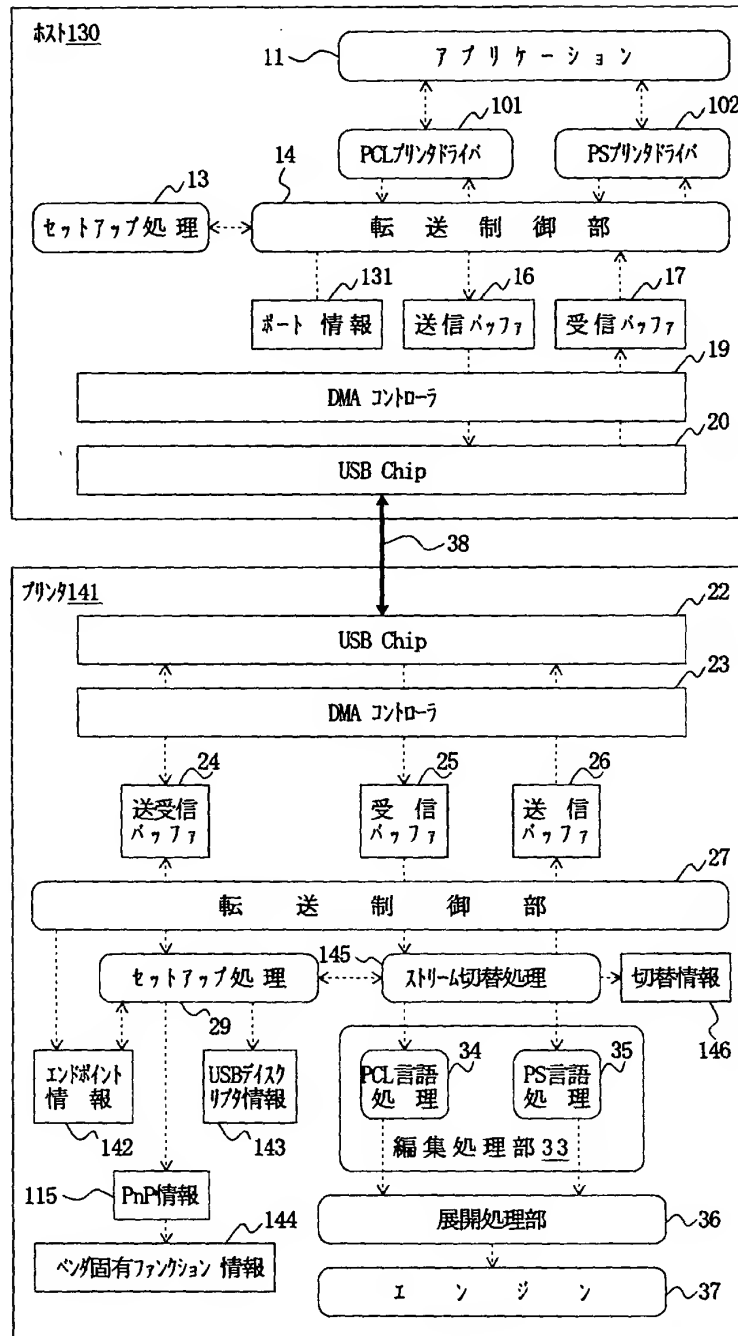 ホスト130
11
アプリケーション
101
102
PCLプリンタドライバ
PSプリンタドライバ
13
14
セットアップ処理
転送制御部
131
16
17
ポート情報
送信バッファ
受信バッファ
19
DMA コントローラ
20
USB Chip
38
プリンタ141
22
USB Chip
23
DMA コントローラ
24
25
26
送受信
バッファ
受信
バッファ
送信
バッファ
27
転送制御部
145
セットアップ処理
ストリーム切替処理
切替情報
29
146
34
35
エンドポイント
情報
USBディスク
リプタ情報
PCL言語
処理
PS言語
処理
142
143
編集処理部 33
115
PnP情報
144
展開処理部
36
ベンダ固有ファンクション情報
エンジン
37